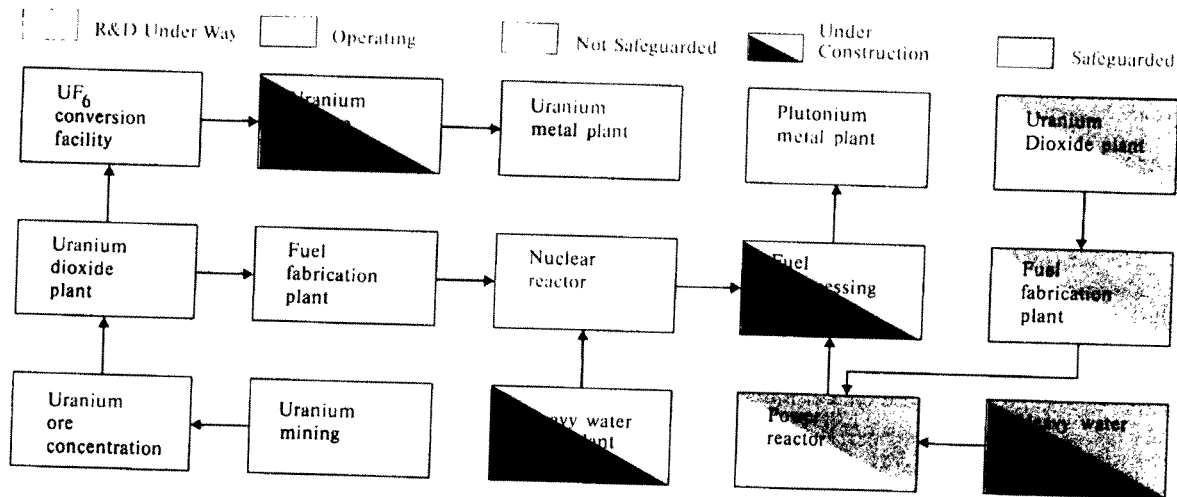 R&D Under Way
Operating
Not Safeguarded
Under
Construction
Safeguarded
UF6
conversion
facility
Uranium
Uranium
metal plant
Plutonium
metal plant
Uranium
Dioxide plant
Uranium
dioxide
plant
Fuel
fabrication
plant
Nuclear
reactor
Fuel
Fuel
fabrication
plant
Uranium
ore
concentration
Uranium
mining
water
Power
reactor
water